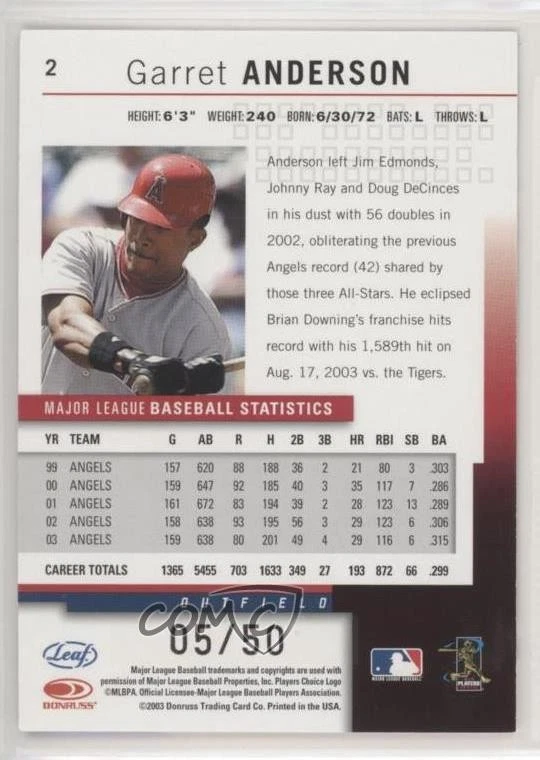 2
Garret ANDERSON
HEIGHT: 6'3" WEIGHT: 240 BORN: 6/30/72 BATS: L THROWS: L
Anderson left Jim Edmonds,
Johnny Ray and Doug DeCinces
in his dust with 56 doubles in
2002, obliterating the previous
Angels record (42) shared by
those three All-Stars. He eclipsed
Brian Downing's franchise hits
record with his 1,589th hit on
Aug. 17, 2003 vs. the Tigers.
A
MAJOR LEAGUE BASEBALL STATISTICS
YR TEAM G AB R H 2B 3B HR RBI SB BA
99 ANGELS 157 620 88 188 36 2 21 80 3 .303
00 ANGELS 159 647 92 185 40 3 35 117 7 .286
01 ANGELS 161 672 83 194 39 2 28 123 13 .289
02 ANGELS 158 638 93 195 56 3 29 123 6 .306
03 ANGELS 159 638 80 201 49 4 29 116 6 .315
CAREER TOTALS 1365 5455 703 1633 349 27 193 872 66 .299
OUTFIELD
COMC
05/50
Leaf
DONRUSS
Major League Baseball trademarks and copyrights are used with
permission of Major League Baseball Properties, Inc. Players Choice Logo
©MLBPA. Official Licensee-Major League Baseball Players Association.
©2003 Donruss Trading Card Co. Printed in the USA.
MAJOR LEAGUE BASEBALL
PLAYERS
CHOICE